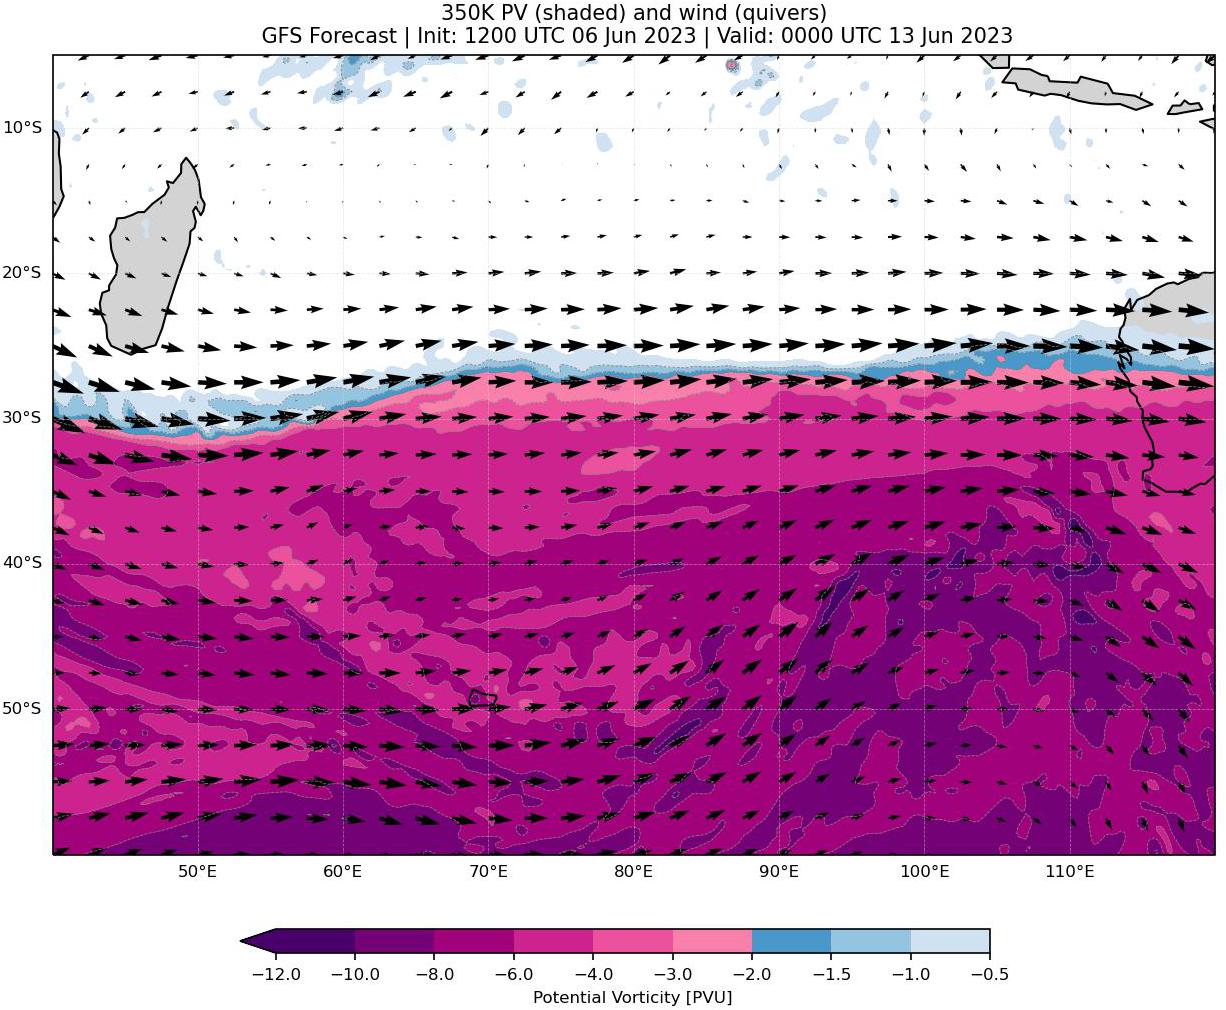 350K PV (shaded) and wind (quivers)
GFS Forecast | Init: 1200 UTC 06 Jun 2023 | Valid: 0000 UTC 13 Jun 2023
10°S
20°S
30°S
40°S
50°S
50°E 60°E 70°E 80°E 90°E 100°E 110°E
−12.0 −10.0 −8.0 −6.0 −4.0 −3.0 −2.0 −1.5 −1.0 −0.5
Potential Vorticity [PVU]